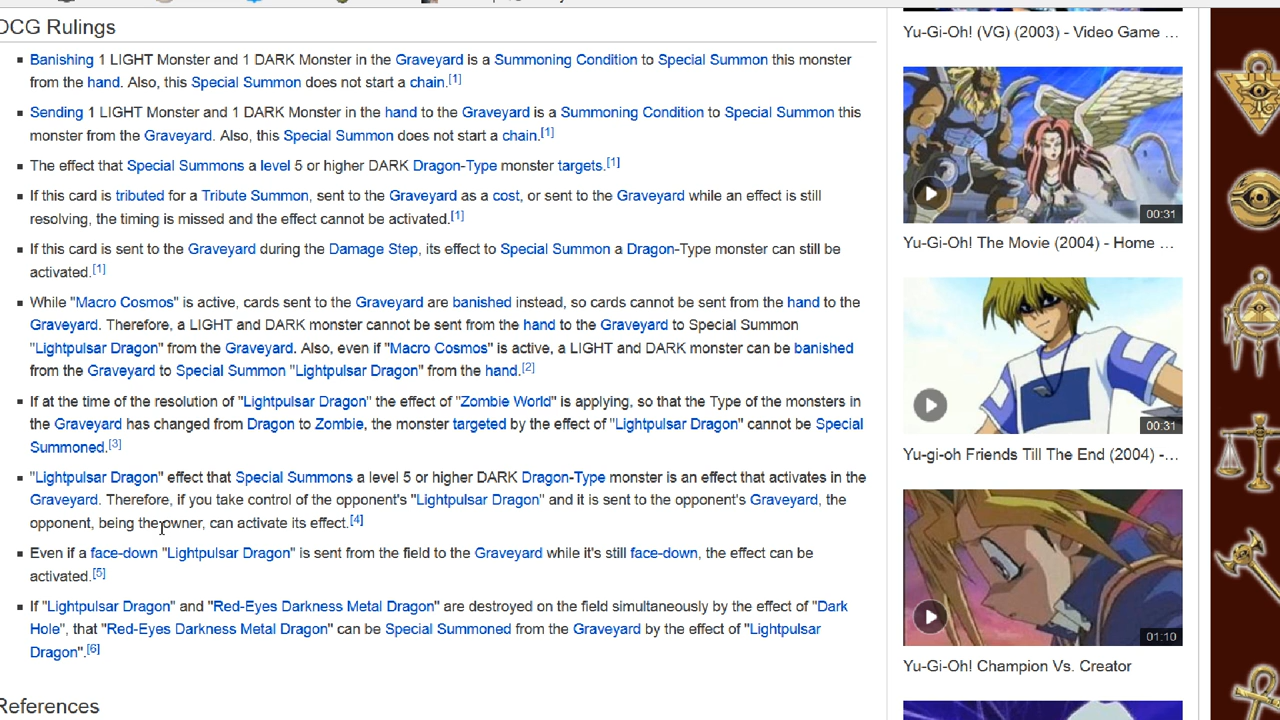 OCG Rulings
Banishing 1 LIGHT Monster and 1 DARK Monster in the Graveyard is a Summoning Condition to Special Summon this monster
from the hand. Also, this Special Summon does not start a chain.[1]
Sending 1 LIGHT Monster and 1 DARK Monster in the hand to the Graveyard is a Summoning Condition to Special Summon this
monster from the Graveyard. Also, this Special Summon does not start a chain.[1]
The effect that Special Summons a level 5 or higher DARK Dragon-Type monster targets.[1]
If this card is tributed for a Tribute Summon, sent to the Graveyard as a cost, or sent to the Graveyard while an effect is still
resolving, the timing is missed and the effect cannot be activated.[1]
If this card is sent to the Graveyard during the Damage Step, its effect to Special Summon a Dragon-Type monster can still be
activated.[1]
While "Macro Cosmos" is active, cards sent to the Graveyard are banished instead, so cards cannot be sent from the hand to the
Graveyard. Therefore, a LIGHT and DARK monster cannot be sent from the hand to the Graveyard to Special Summon
"Lightpulsar Dragon" from the Graveyard. Also, even if "Macro Cosmos" is active, a LIGHT and DARK monster can be banished
from the Graveyard to Special Summon "Lightpulsar Dragon" from the hand.[2]
If at the time of the resolution of "Lightpulsar Dragon" the effect of "Zombie World" is applying, so that the Type of the monsters in
the Graveyard has changed from Dragon to Zombie, the monster targeted by the effect of "Lightpulsar Dragon" cannot be Special
Summoned.[3]
"Lightpulsar Dragon" effect that Special Summons a level 5 or higher DARK Dragon-Type monster is an effect that activates in the
Graveyard. Therefore, if you take control of the opponent's "Lightpulsar Dragon" and it is sent to the opponent's Graveyard, the
opponent, being the owner, can activate its effect.[4]
Even if a face-down "Lightpulsar Dragon" is sent from the field to the Graveyard while it's still face-down, the effect can be
activated.[5]
If "Lightpulsar Dragon" and "Red-Eyes Darkness Metal Dragon" are destroyed on the field simultaneously by the effect of "Dark
Hole", that "Red-Eyes Darkness Metal Dragon" can be Special Summoned from the Graveyard by the effect of "Lightpulsar
Dragon".[6]
References
Yu-Gi-Oh! (VG) (2003) - Video Game ...
00:31
Yu-Gi-Oh! The Movie (2004) - Home ...
00:31
Yu-gi-oh Friends Till The End (2004) -...
01:10
Yu-Gi-Oh! Champion Vs. Creator